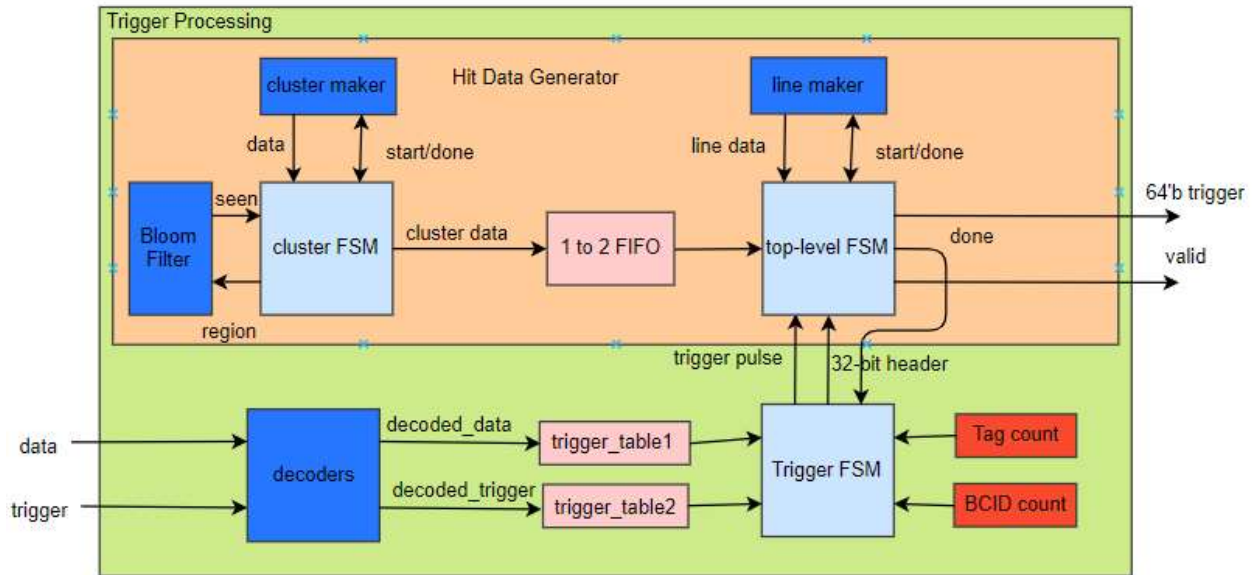 Trigger Processing
Hit Data Generator
cluster maker
line maker
data
start/done
line data
start/done
seen
64'b trigger
Bloom
Filter
cluster FSM
cluster data
1 to 2 FIFO
top-level FSM
done
valid
region
trigger pulse
32-bit header
data
decoders
decoded_data
trigger_table1
Trigger FSM
Tag count
trigger
decoded_trigger
trigger_table2
BCID count